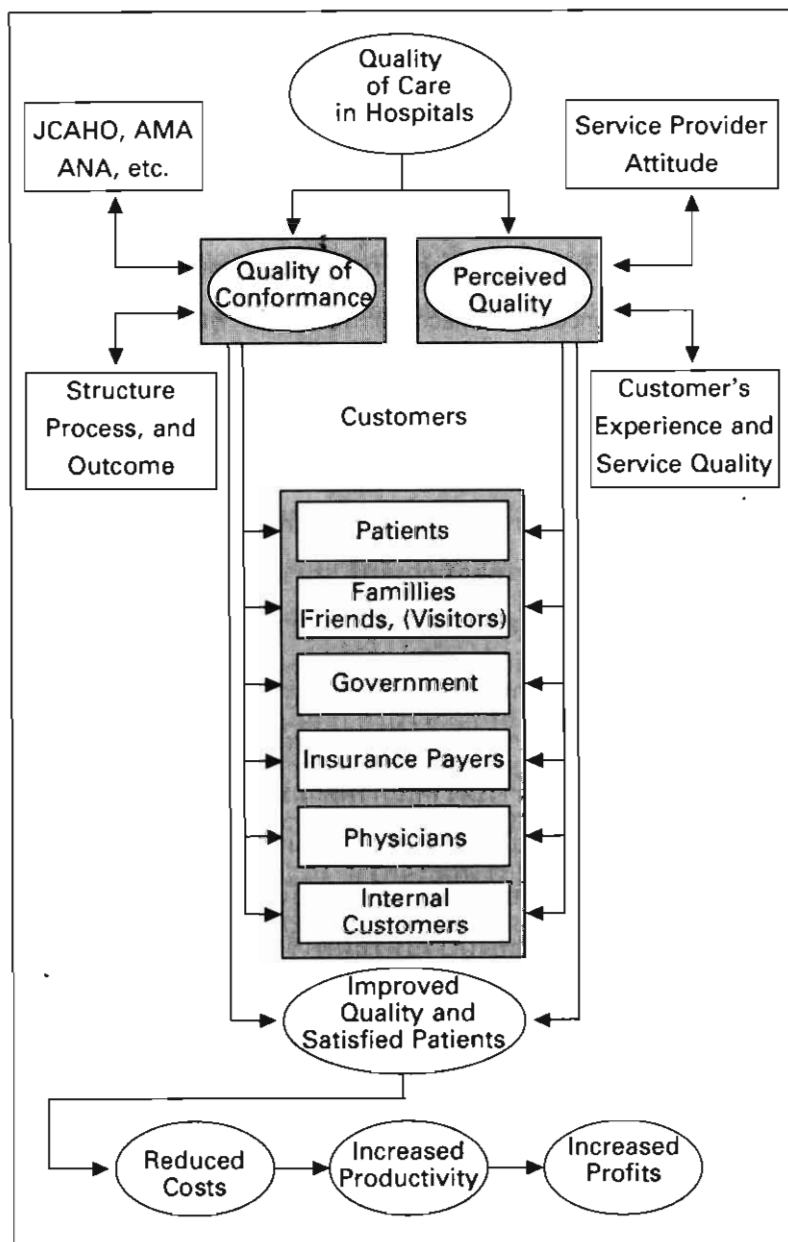 Quality
of Care
in Hospitals
JCAHO, AMA
ANA, etc.
Service Provider
Attitude
Quality of
Conformance
Perceived
Quality
Structure
Process, and
Outcome
Customers
Customer's
Experience and
Service Quality
Patients
Famillies
Friends, (Visitors)
Government
Insurance Payers
Physicians
Internal
Customers
Improved
Quality and
Satisfied Patients
Reduced
Costs
Increased
Productivity
Increased
Profits